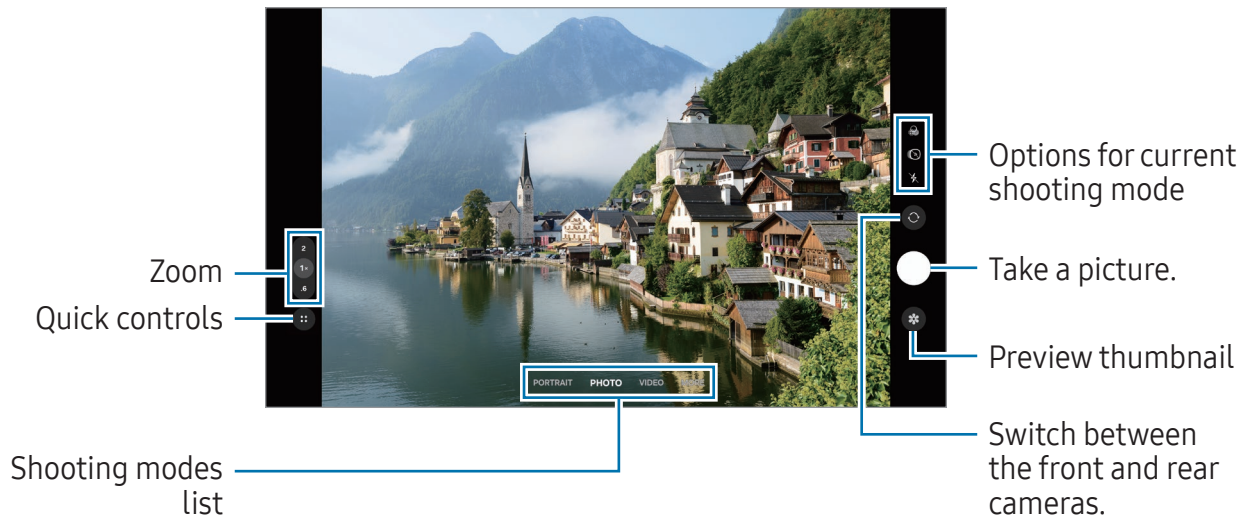 Options for current
shooting mode
2
1×
.6
Zoom
Quick controls
Take a picture.
Preview thumbnail
PORTRAIT PHOTO VIDEO
Shooting modes
list
Switch between
the front and rear
cameras.